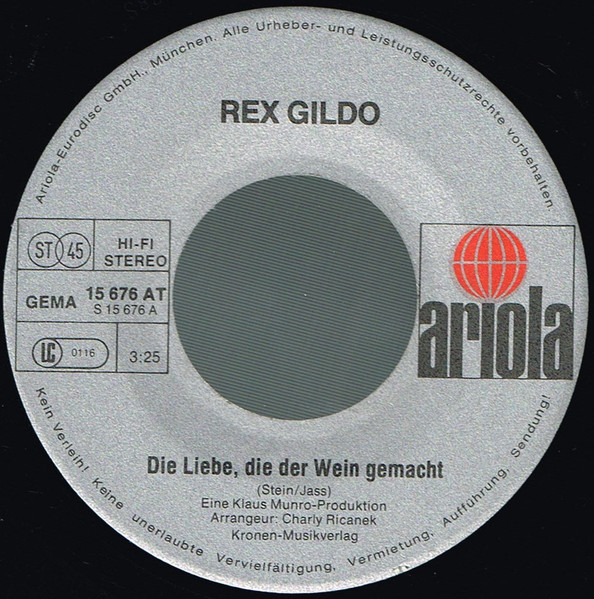 Ariola-Eurodisc GmbH., München. Alle Urheber- und Leistungsschutzrechte vorbehalten.
REX GILDO
ST 45
HI-FI
STEREO
GEMA
15 676 AT
S 15 676 A
LC 0116
3:25
ariola
Die Liebe, die der Wein gemacht
(Stein/Jass)
Eine Klaus Munro-Produktion
Arrangeur: Charly Ricanek
Kronen-Musikverlag
Kein Verleih! Keine unerlaubte Vervielfältigung, Vermietung, Aufführung, Sendung!